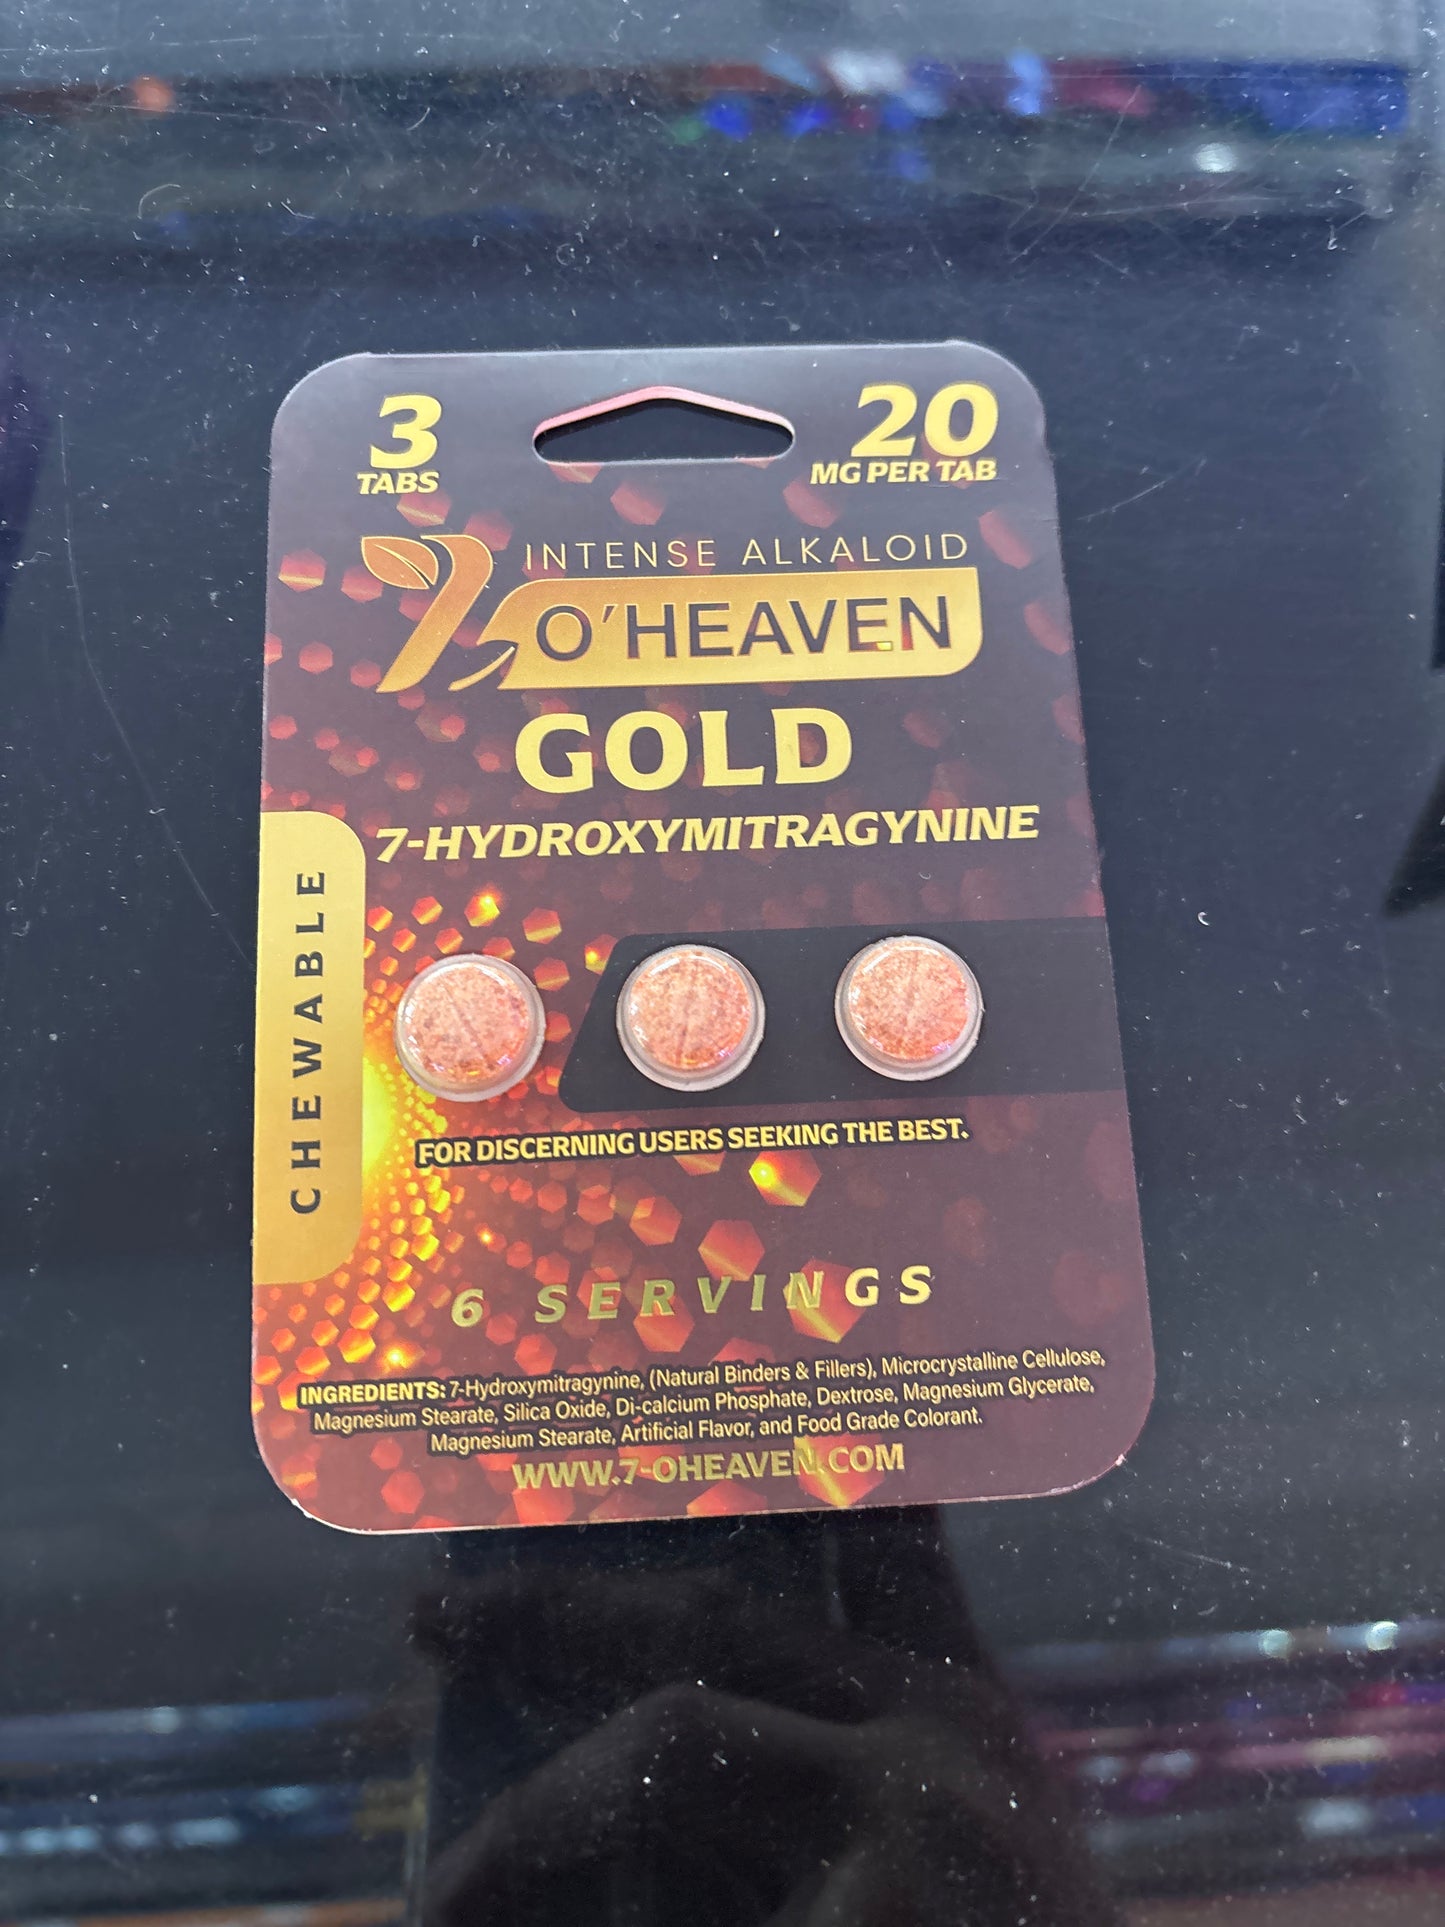 3
TABS
20
MG PER TAB
INTENSE ALKALOID
7 O'HEAVEN
GOLD
7-HYDROXYMITRAGYNINE
CHEWABLE
FOR DISCERNING USERS SEEKING THE BEST.
6 SERVINGS
INGREDIENTS: 7-Hydroxymitragynine, (Natural Binders & Fillers), Microcrystalline Cellulose,
Magnesium Stearate, Silica Oxide, Di-calcium Phosphate, Dextrose, Magnesium Glycerate,
Magnesium Stearate, Artificial Flavor, and Food Grade Colorant.
WWW.7-OHEAVEN.COM